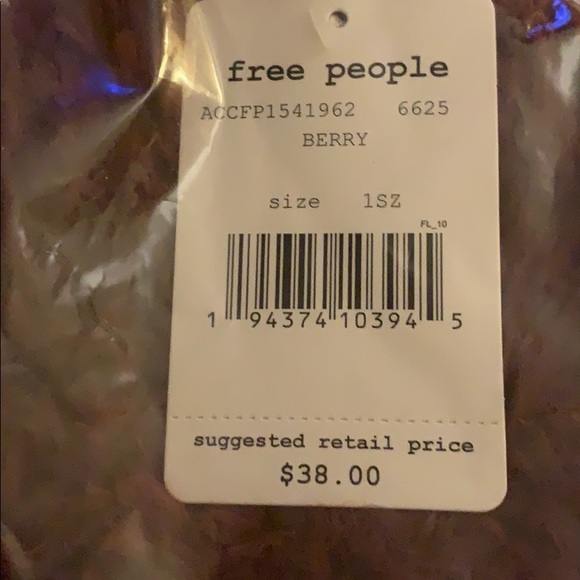 free people
ACCFP1541962 6625
BERRY
size 1SZ
FL_10
1 94374 10394 5
suggested retail price
$38.00